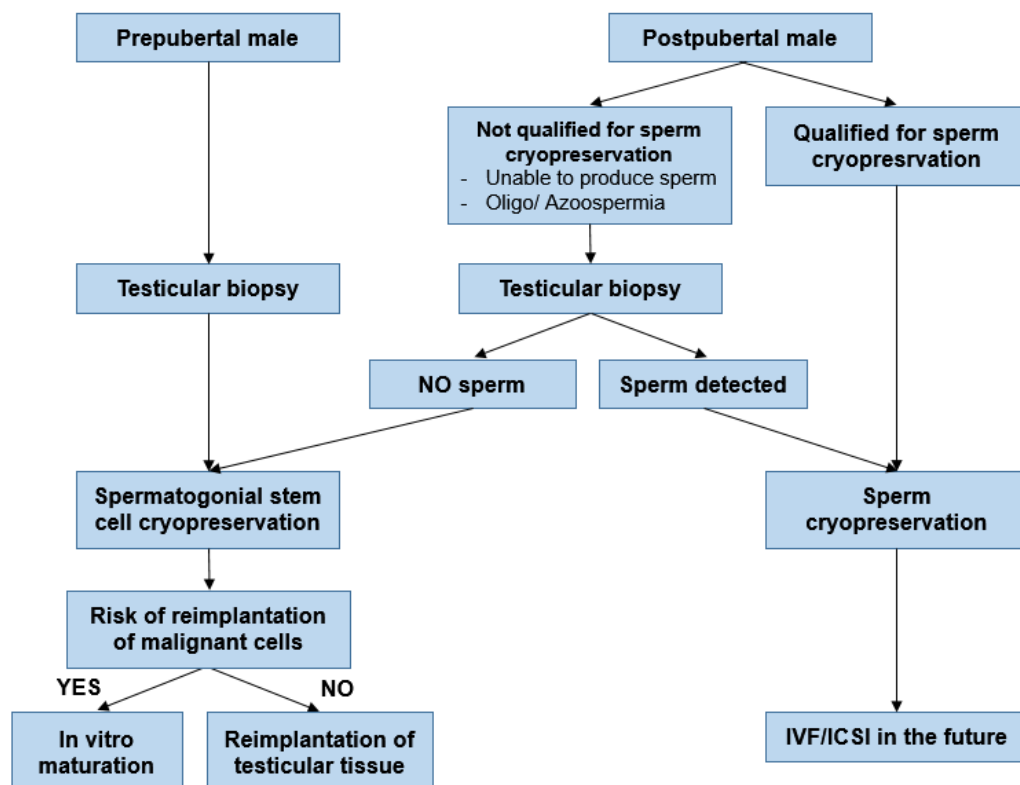 Prepubertal male
Postpubertal male
Not qualified for sperm
cryopreservation
- Unable to produce sperm
- Oligo/ Azoospermia
Qualified for sperm
cryopresrvation
Testicular biopsy
Testicular biopsy
NO sperm
Sperm detected
Spermatogonial stem
cell cryopreservation
Sperm
cryopreservation
Risk of reimplantation
of malignant cells
YES
NO
In vitro
maturation
Reimplantation of
testicular tissue
IVF/ICSI in the future